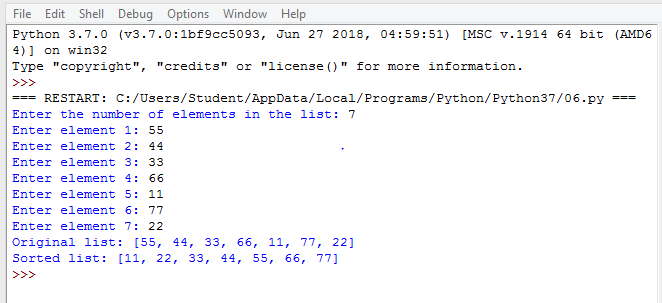 File Edit Shell Debug Options Window Help
Python 3.7.0 (v3.7.0:1bf9cc5093, Jun 27 2018, 04:59:51) [MSC v.1914 64 bit (AMD6
4)] on win32
Type "copyright", "credits" or "license()" for more information.
>>>
=== RESTART: C:/Users/Student/AppData/Local/Programs/Python/Python37/06.py ===
Enter the number of elements in the list: 7
Enter element 1: 55
Enter element 2: 44
Enter element 3: 33
Enter element 4: 66
Enter element 5: 11
Enter element 6: 77
Enter element 7: 22
Original list: [55, 44, 33, 66, 11, 77, 22]
Sorted list: [11, 22, 33, 44, 55, 66, 77]
>>>